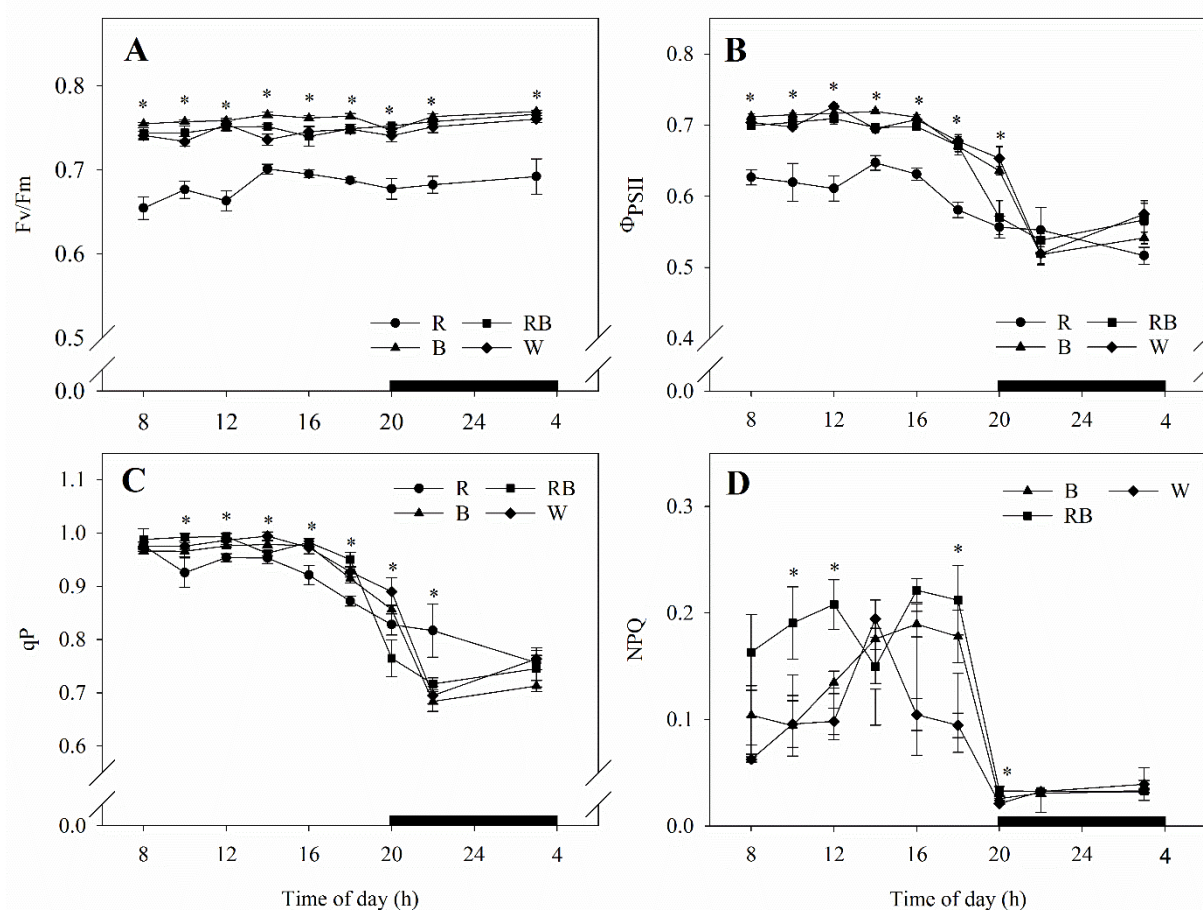 A
* * * * * * * * *
0.8
0.7
0.6
0.5
0.0
Fv/Fm
R RB
B W
8 12 16 20 24 4
B
* * * * * * *
0.8
0.7
0.6
0.5
0.4
0.0
ΦPSII
R RB
B W
8 12 16 20 24 4
C
R RB
B W
* * * * * * *
1.1
1.0
0.9
0.8
0.7
0.6
0.0
qP
8 12 16 20 24 4
Time of day (h)
D
B W
RB
* * * *
0.3
0.2
0.1
0.0
NPQ
8 12 16 20 24 4
Time of day (h)